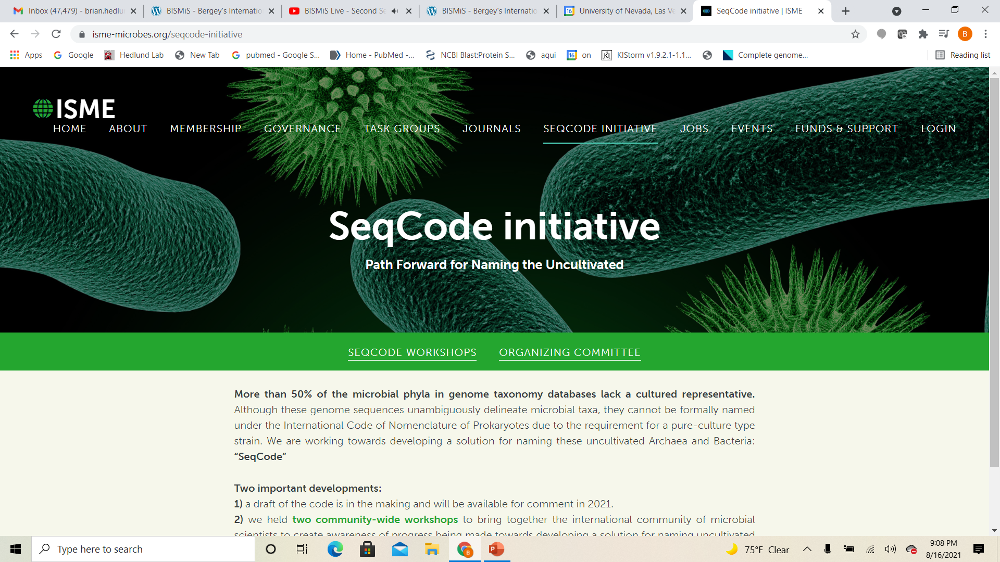 Inbox (47,479) - brian.hedlu
BISMiS - Bergey's Internatio
BISMiS Live - Second Se
BISMiS - Bergey's Internatio
University of Nevada, Las Ve
SeqCode initiative | ISME
isme-microbes.org/seqcode-initiative
B
Apps
Google
Hedlund Lab
New Tab
pubmed - Google S...
Home - PubMed -...
NCBI Blast:Protein S...
aqui
16
on
KIStorm v1.9.2.1-1.1...
Complete genome...
Reading list
ISME
HOME ABOUT MEMBERSHIP GOVERNANCE TASK GROUPS JOURNALS SEQCODE INITIATIVE JOBS EVENTS FUNDS & SUPPORT LOGIN
SeqCode initiative
Path Forward for Naming the Uncultivated
SEQCODE WORKSHOPS ORGANIZING COMMITTEE
More than 50% of the microbial phyla in genome taxonomy databases lack a cultured representative.
Although these genome sequences unambiguously delineate microbial taxa, they cannot be formally named
under the International Code of Nomenclature of Prokaryotes due to the requirement for a pure-culture type
strain. We are working towards developing a solution for naming these uncultivated Archaea and Bacteria:
“SeqCode”
Two important developments:
1) a draft of the code is in the making and will be available for comment in 2021.
2) we held two community-wide workshops to bring together the international community of microbial
scientists to create awareness of progress being made towards developing a solution for naming uncultivated
Type here to search
75°F Clear
9:08 PM
8/16/2021